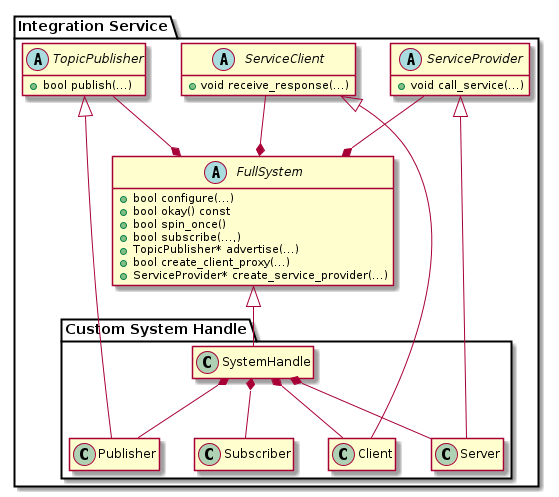 Integration Service
A TopicPublisher
bool publish(...)
A ServiceClient
void receive_response(...)
A ServiceProvider
void call_service(...)
A FullSystem
bool configure(...)
bool okay() const
bool spin_once()
bool subscribe(...,)
TopicPublisher* advertise(...)
bool create_client_proxy(...)
ServiceProvider* create_service_provider(...)
Custom System Handle
C SystemHandle
C Publisher
C Subscriber
C Client
C Server